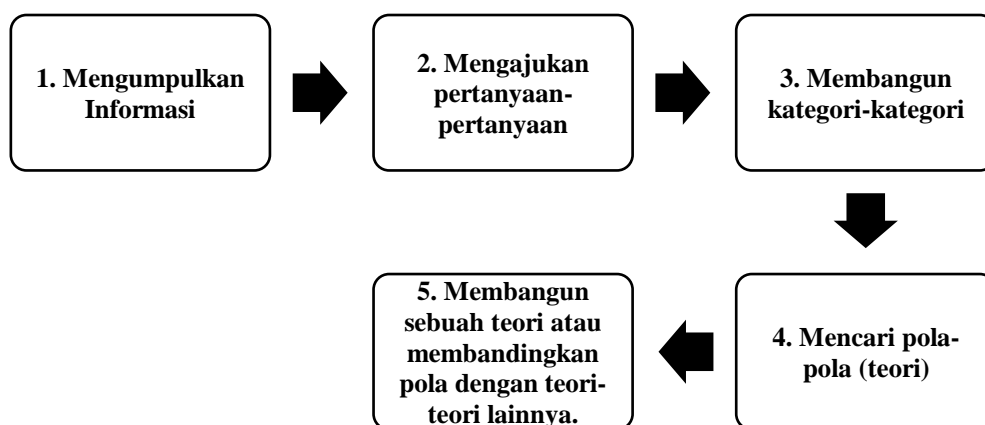 1. Mengumpulkan
Informasi
2. Mengajukan
pertanyaan-
pertanyaan
3. Membangun
kategori-kategori
4. Mencari pola-
pola (teori)
5. Membangun
sebuah teori atau
membandingkan
pola dengan teori-
teori lainnya.